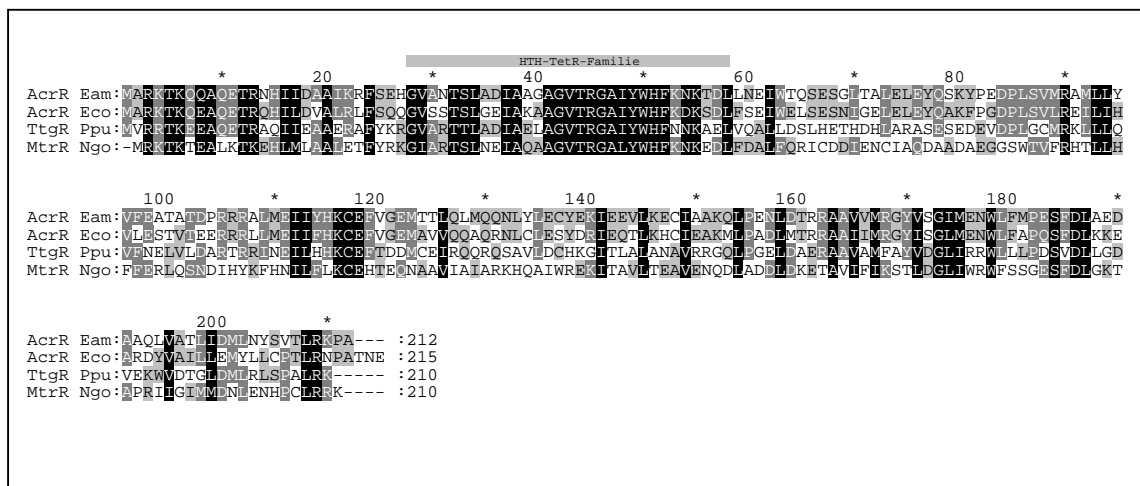 HTH-TetR-Familie
* 20 * 40 * 60 * 80 *
AcrR Eam:MARKTKQQAQETRNHIIDAAIKRFSEHGVANTSLADIAAGAGVTRGAIYWHFKNKTDLLNEIWTQSESGLTALELEYQSKYPEDPLSVMRAMLLY
AcrR Eco:MARKTKQEAQETRQHILDVALRLFSQQGVSSTSLGEIAKAAGVTRGAIYWHFKDKSDLFSEIWELSESNIGELELEYQAKFPGDPLSVLREILIH
TtgR Ppu:MVRRTKEEAQETRAQIIEAAERAFYKRGVARTTLADIAELAGVTRGAIYWHFNNKAELVQALLDSLHETHDHLARASESEDEVDPLGCMRKLLLQ
MtrR Ngo:-MRKTKTEALKTKEHLMLAALETFYRKGIARTSLNEIAQAAGVTRGALYWHFKNKEDLFDALFQRICDDIENCIAQDAADAEGGSWTVFRHTLLH
100 * 120 * 140 * 160 * 180 *
AcrR Eam:VFEATATDPRRRALMEIIYHKCEFVGEMTTLQLMQQNLYLECYEKIEEVLKECIAAKQLPENLDTRRAAVVMRGYVSGIMENWLFMPESFDLAED
AcrR Eco:VLESTVTEERRRLLMEIIFHKCEFVGEMAVVQQAQRNLCLESYDRIEQTLKHCIEAKMLPADLMTRRAAIIMRGYISGLMENWLFAPQSFDLKKE
TtgR Ppu:VFNELVLDARTRRINEILHHKCEFTDDMCEIRQQRQSAVLDCHKGITLALANAVRRGQLPGELDAERAAVAMFAYVDGLIRRWLLLPDSVDLLGD
MtrR Ngo:FFERLQSNDIHYKFHNILFLKCEHTEQNAAVIAIARKHQAIWREKITAVLTEAVENQDLADDLDKETAVIFIKSTLDGLIWRWFSSGESFDLGKT
200 *
AcrR Eam:AAQLVATLIDMLNYSVTLRKPA--- :212
AcrR Eco:ARDYVAILLEMYLLCPTLRNPATNE :215
TtgR Ppu:VEKWVDTGLDMLRLSPALRK----- :210
MtrR Ngo:APRIIGIMMDNLENHPCLRRK---- :210